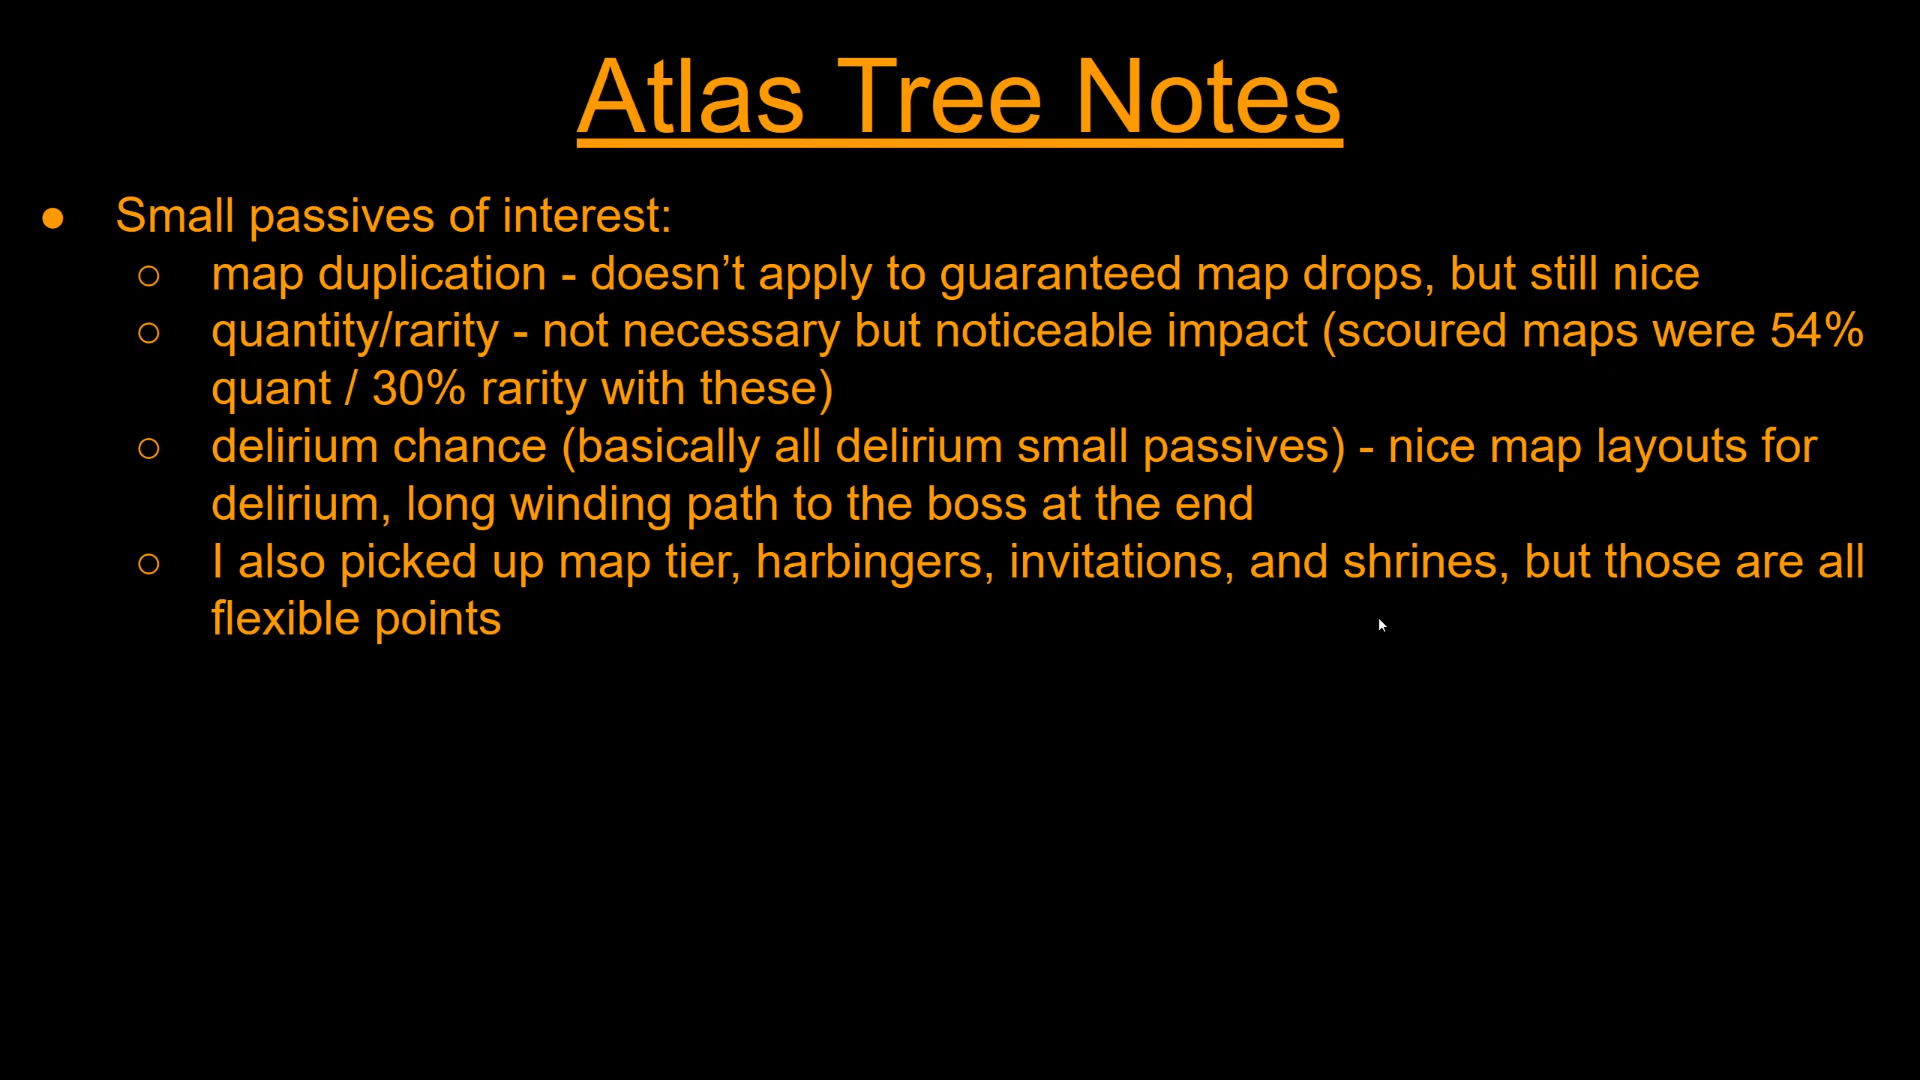 Atlas Tree Notes
● Small passives of interest:
○ map duplication - doesn’t apply to guaranteed map drops, but still nice
○ quantity/rarity - not necessary but noticeable impact (scoured maps were 54%
quant / 30% rarity with these)
○ delirium chance (basically all delirium small passives) - nice map layouts for
delirium, long winding path to the boss at the end
○ I also picked up map tier, harbingers, invitations, and shrines, but those are all
flexible points